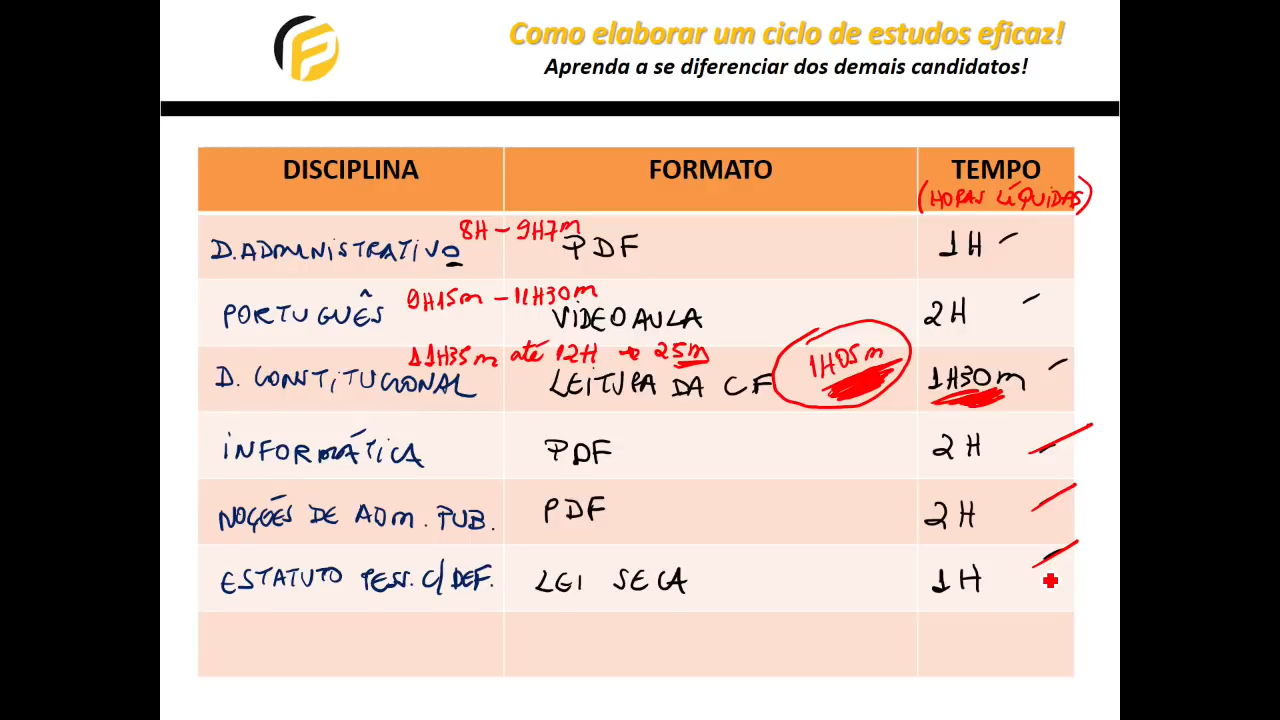 Como elaborar um ciclo de estudos eficaz!
Aprenda a se diferenciar dos demais candidatos!
DISCIPLINA FORMATO TEMPO
(HORAS LÍQUIDAS)
8H - 9H7m
D. ADMNISTRATIVO PDF 1H
9H15m - 11H30m
PORTUGUÊS VIDEOAULA 2H
11H35m até 12H → 25m
1H05m
D. CONSTITUCIONAL LEITURA DA CF 1H30m
INFORMÁTICA PDF 2H
NOÇÕES DE ADM. PUB. PDF 2H
ESTATUTO PESS. C/DEF. LEI SECA 1H